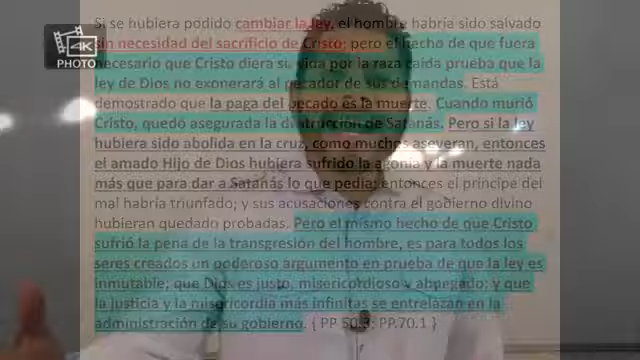 Si se hubiera podido cambiar la ley, el hombre habría sido salvado
sin necesidad del sacrificio de Cristo; pero el hecho de que fuera
necesario que Cristo diera su vida por la raza caída prueba que la
ley de Dios no exonerará al pecador de sus demandas. Está
demostrado que la paga del pecado es la muerte. Cuando murió
Cristo, quedó asegurada la destrucción de Satanás. Pero si la ley
hubiera sido abolida en la cruz, como muchos aseveran, entonces
el amado Hijo de Dios hubiera sufrido la agonía y la muerte nada
más que para dar a Satanás lo que pedía; entonces el príncipe del
mal habría triunfado; y sus acusaciones contra el gobierno divino
hubieran quedado probadas. Pero el mismo hecho de que Cristo
sufrió la pena de la transgresión del hombre, es para todos los
seres creados un poderoso argumento en prueba de que la ley es
inmutable; que Dios es justo, misericordioso y abnegado; y que
la justicia y la misericordia más infinitas se entrelazan en la
administración de su gobierno. { PP 50.3; PP.70.1 }
4K
PHOTO